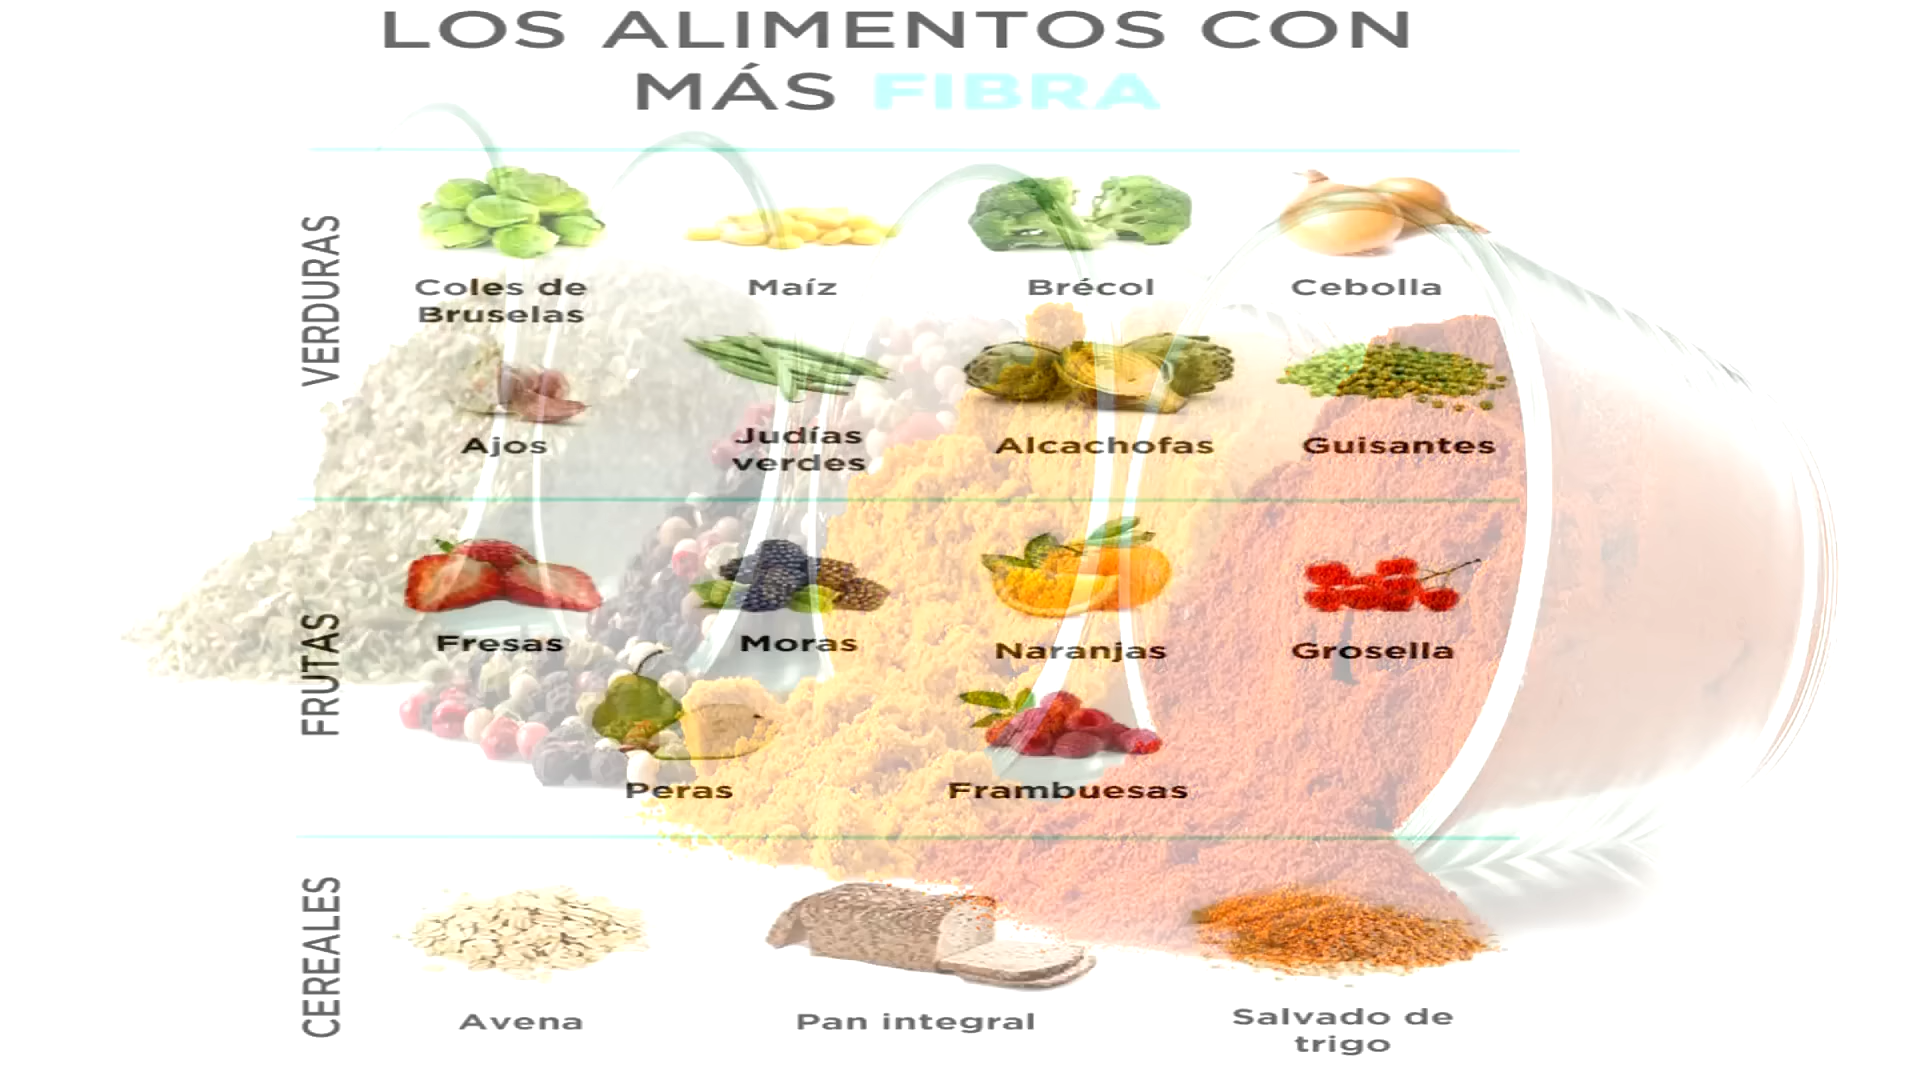 LOS ALIMENTOS CON
MÁS FIBRA
VERDURAS
Coles de
Bruselas
Maíz
Brécol
Cebolla
Ajos
Judías
verdes
Alcachofas
Guisantes
FRUTAS
Fresas
Moras
Naranjas
Grosella
Peras
Frambuesas
CEREALES
Avena
Pan integral
Salvado de
trigo